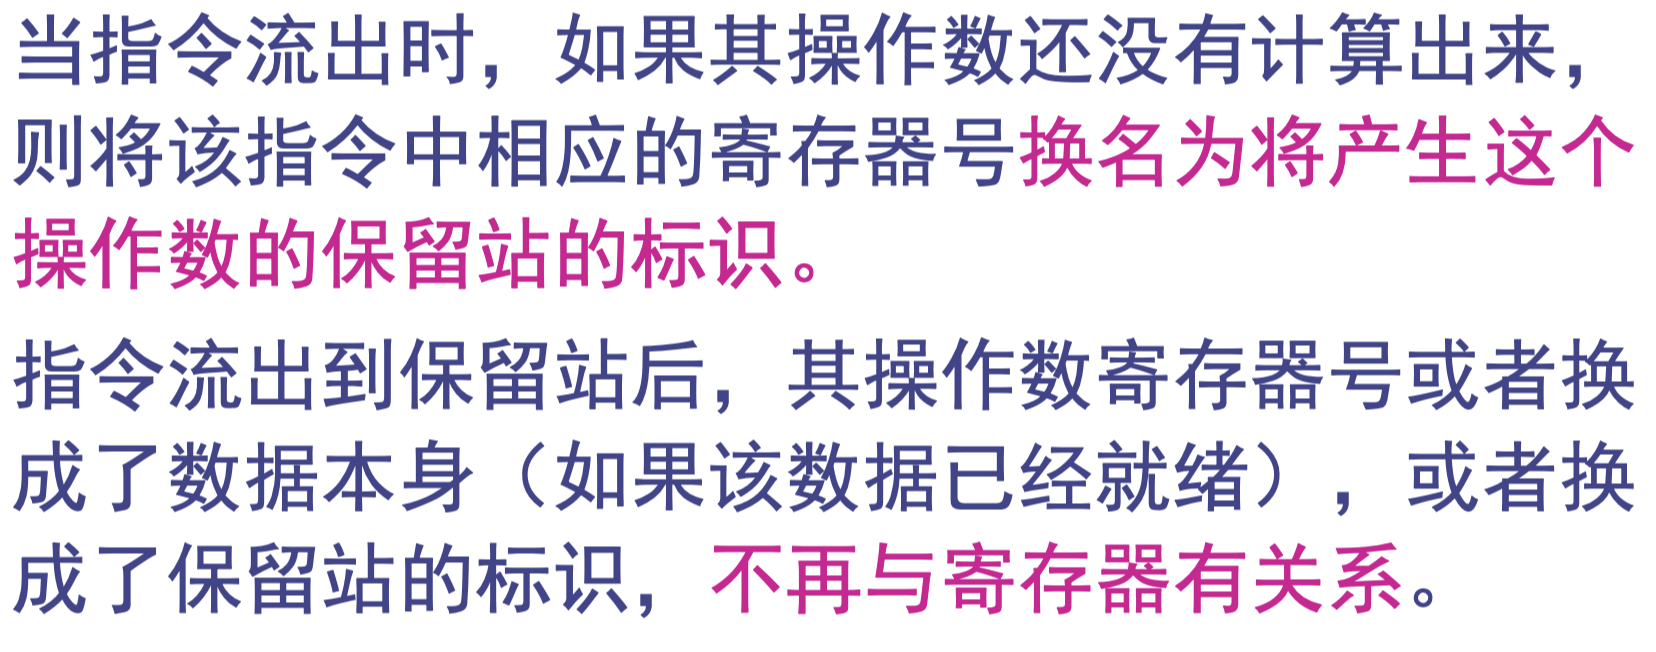 当指令流出时，如果其操作数还没有计算出来，
则将该指令中相应的寄存器号换名为将产生这个
操作数的保留站的标识。
指令流出到保留站后，其操作数寄存器号或者换
成了数据本身（如果该数据已经就绪），或者换
成了保留站的标识，不再与寄存器有关系。